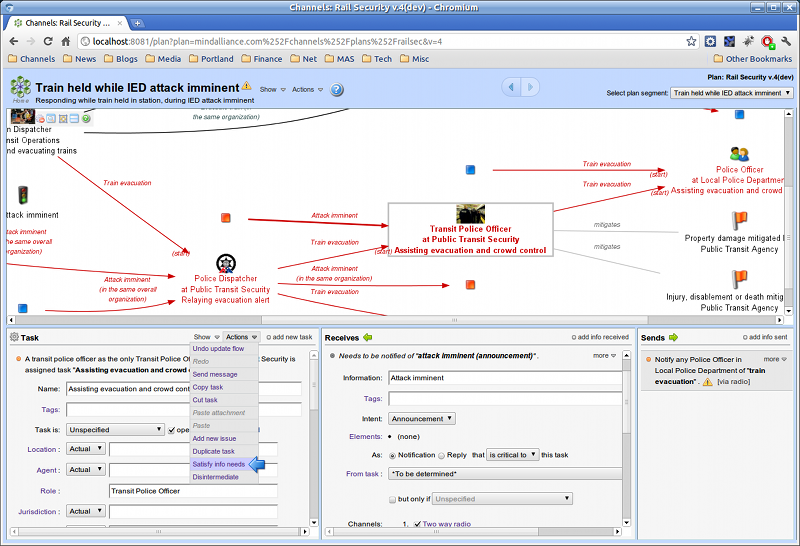 Channels: Rail Security v.4(dev) - Chromium
Channels: Rail Security v.4(dev)
localhost:8081/plan?plan=mindalliance.com%252Fchannels%252Fplans%252Frailsec&v=4
Channels News Blogs Media Portland Finance Net MAS Tech Misc Other Bookmarks
Home
Train held while IED attack imminent
Show Actions
Responding while train held in station, during IED attack imminent
Plan: Rail Security v.4(dev)
Select plan segment: Train held while IED attack imminent
the same
organization)
n Dispatcher
ransit Operations
nd evacuating trains
Train evacuation
(start)
ttack imminent
Attack imminent
(in the same overall
organization)
Attack imminent
(in the same overall
organization)
Police Dispatcher
at Public Transit Security
Relaying evacuation alert
Attack imminent
Train evacuation
(start)
Attack imminent
(in the same overall
organization)
Train evacuation
Transit Police Officer
at Public Transit Security
Assisting evacuation and crowd control
Train evacuation
(start)
Train evacuation
(start)
Police Officer
at Local Police Departmen
Assisting evacuation and crowd
mitigates
mitigates
Property damage mitigated
Public Transit Agency
Injury, disablement or death mitig
Public Transit Agency
Task
Show Actions add new task
A transit police officer as the only Transit Police O Security is
assigned task "Assisting evacuation and crowd
Name: Assisting evacuation and crowd cont
Tags:
Task is: Unspecified ope
Location : Actual
Agent : Actual
Role : Transit Police Officer
Jurisdiction : Actual
Actual
Undo update flow
Redo
Send message
Copy task
Cut task
Paste attachment
Paste
Add new issue
Duplicate task
Satisfy info needs
Disintermediate
Receives
add info received
Needs to be notified of "attack imminent (announcement)" . more
Information: Attack imminent
Tags:
Intent: Announcement
Elements: (none)
As: Notification Reply that is critical to this task
From task : *To be determined*
but only if Unspecified
Channels: 1. Two way radio
Sends
add info sent
Notify any Police Officer in more
Local Police Department of "train
evacuation" . [via radio]